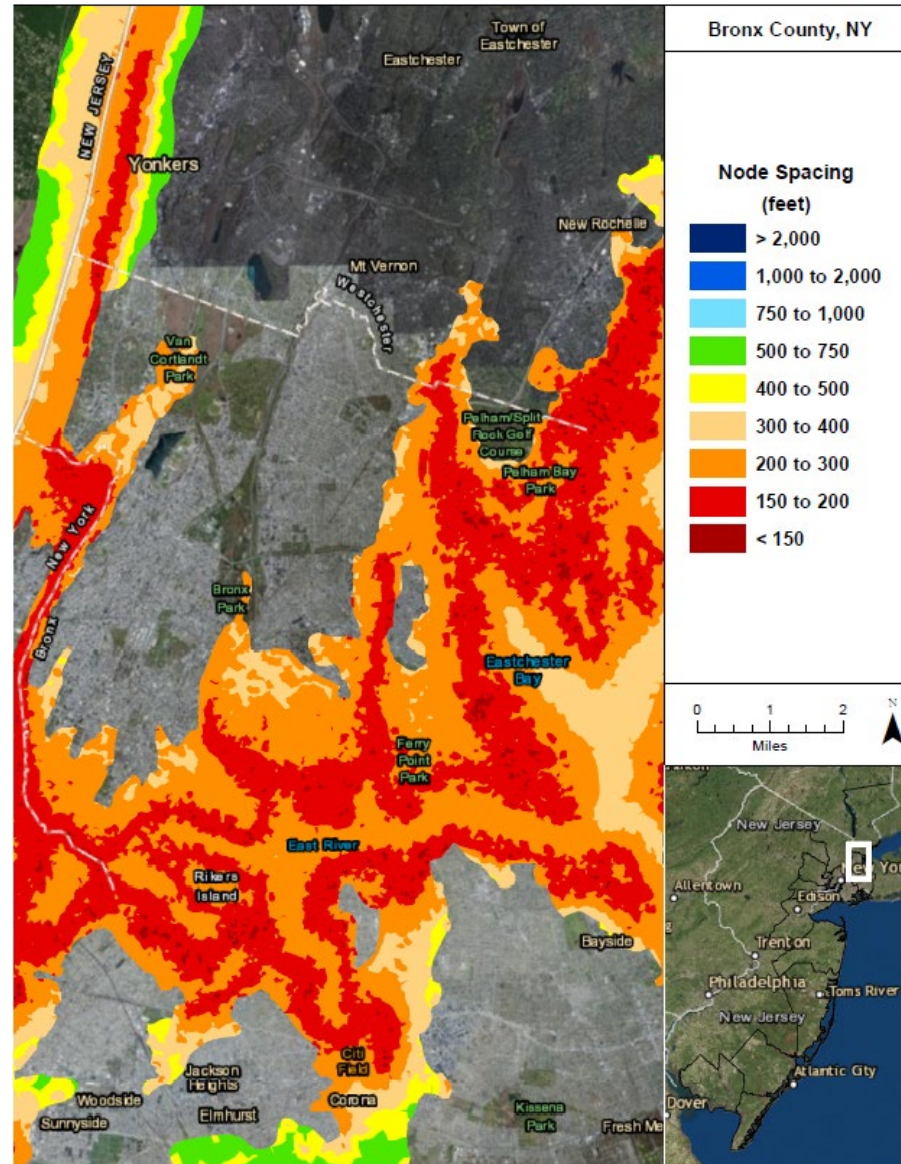 Town of
Eastchester
Eastchester
NEW JERSEY
Yonkers
New Rochelle
Mt Vernon
Westchester
Van
Cortlandt
Park
Pelham/Split
Rock Golf
Course
Pelham Bay
Park
New York
Bronx
Bronx
Park
Eastchester
Bay
Ferry
Point
Park
East River
Rikers
Island
Bayside
Citi
Field
Jackson
Heights
Woodside
Corona
Sunnyside
Elmhurst
Kissena
Park
Fresh Me
Bronx County, NY
Node Spacing
(feet)
> 2,000
1,000 to 2,000
750 to 1,000
500 to 750
400 to 500
300 to 400
200 to 300
150 to 200
< 150
0 1 2
Miles
N
New Jersey
New Yor
Allentown
Edison
Trenton
Philadelphia
Toms River
New Jersey
Atlantic City
Dover